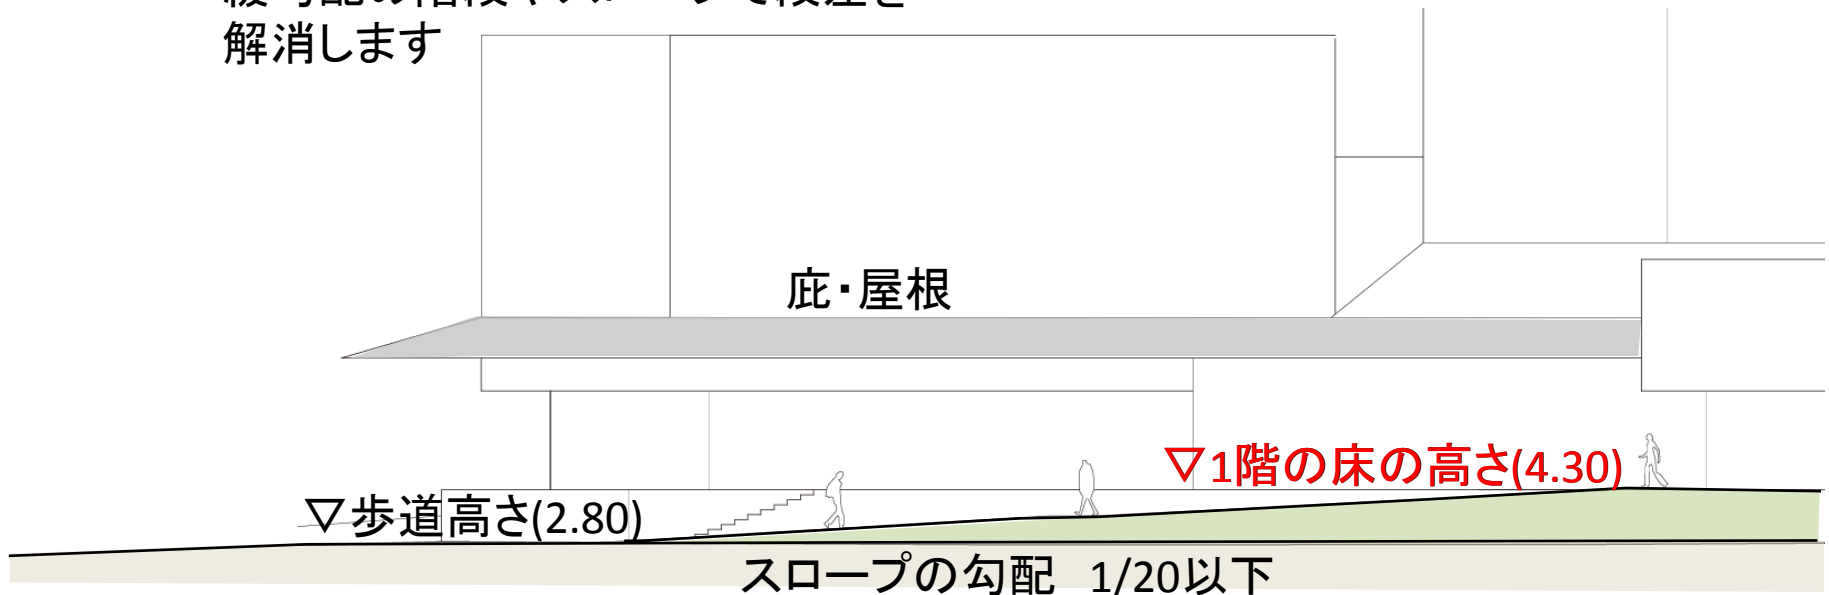 解消します
庇・屋根
▽1階の床の高さ(4.30)
▽歩道高さ(2.80)
スロープの勾配 1/20以下